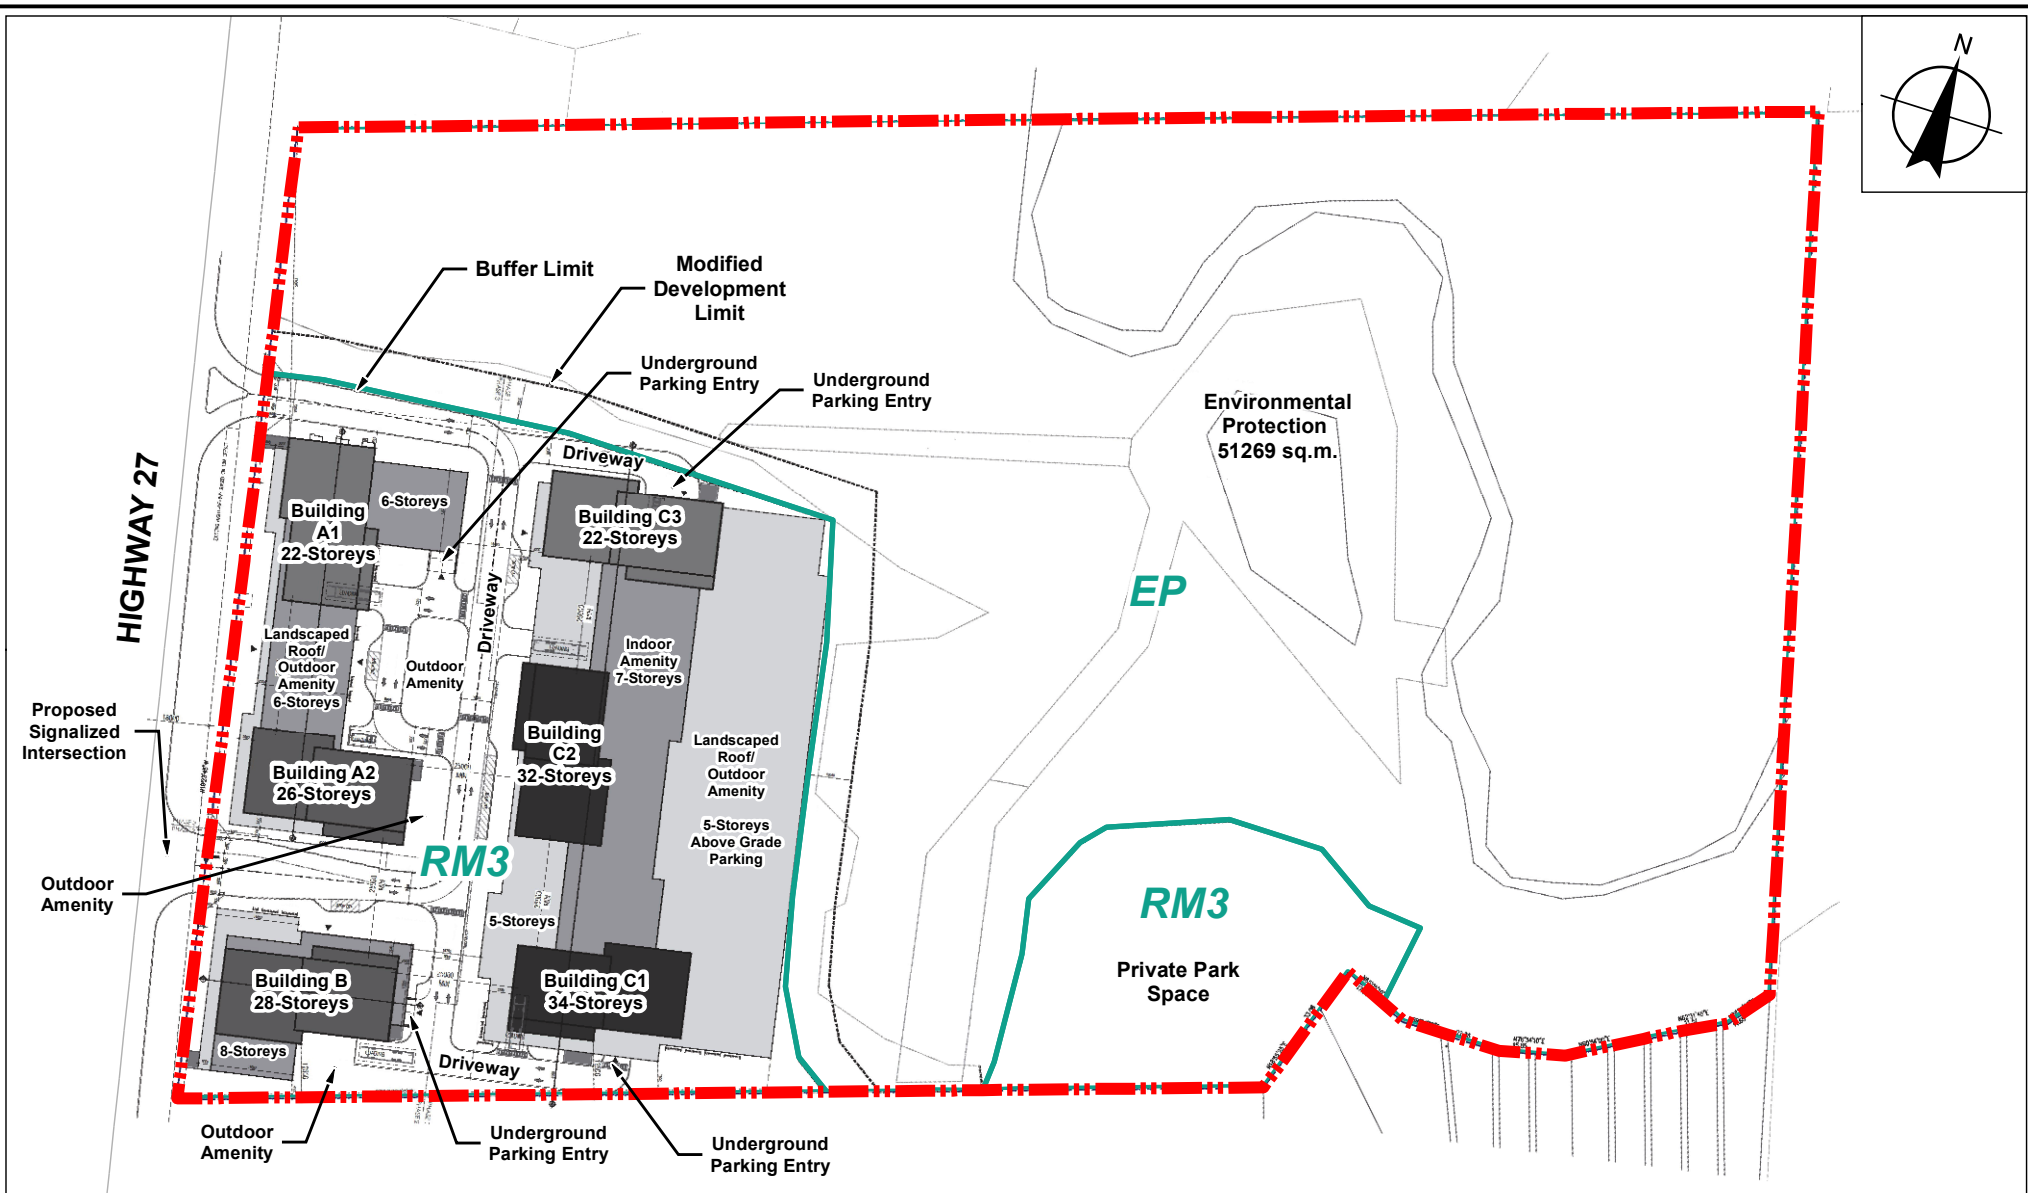 N
Buffer Limit
Modified
Development
Limit
Underground
Parking Entry
Underground
Parking Entry
Environmental
Protection
51269 sq.m.
Driveway
HIGHWAY 27
Building
A1
22-Storeys
6-Storeys
Building C3
22-Storeys
Driveway
EP
Landscaped
Roof/
Outdoor
Amenity
6-Storeys
Outdoor
Amenity
Indoor
Amenity
7-Storeys
Proposed
Signalized
Intersection
Building
C2
32-Storeys
Landscaped
Roof/
Outdoor
Amenity
5-Storeys
Above Grade
Parking
Building A2
26-Storeys
RM3
Outdoor
Amenity
RM3
5-Storeys
Private Park
Space
Building B
28-Storeys
Building C1
34-Storeys
8-Storeys
Driveway
Outdoor
Amenity
Underground
Parking Entry
Underground
Parking Entry